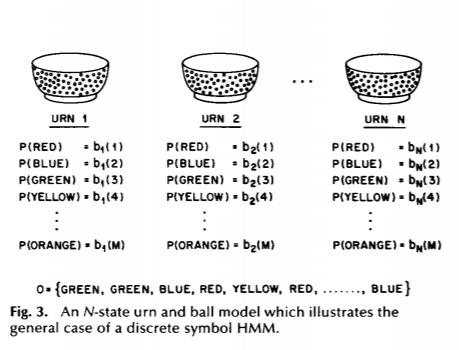 ...
URN 1 URN 2 URN N
P(RED) = b₁(1) P(RED) = b₂(1) P(RED) = bN(1)
P(BLUE) = b₁(2) P(BLUE) = b₂(2) P(BLUE) = bN(2)
P(GREEN) = b₁(3) P(GREEN) = b₂(3) P(GREEN) = bN(3)
P(YELLOW) = b₁(4) P(YELLOW) = b₂(4) P(YELLOW) = bN(4)
⋮ ⋮ ⋮
P(ORANGE) = b₁(M) P(ORANGE) = b₂(M) P(ORANGE) = bN(M)
O = {GREEN, GREEN, BLUE, RED, YELLOW, RED, ......., BLUE}
Fig. 3. An N-state urn and ball model which illustrates the
general case of a discrete symbol HMM.